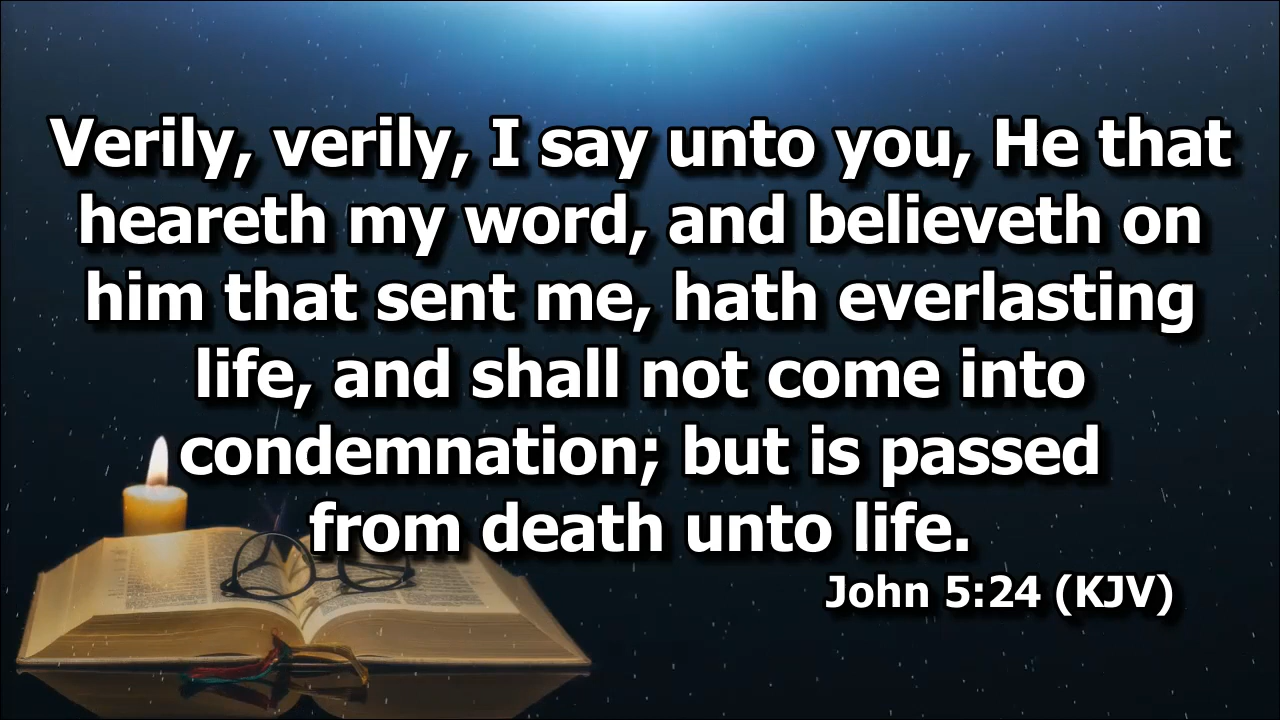 Verily, verily, I say unto you, He that
heareth my word, and believeth on
him that sent me, hath everlasting
life, and shall not come into
condemnation; but is passed
from death unto life.
John 5:24 (KJV)